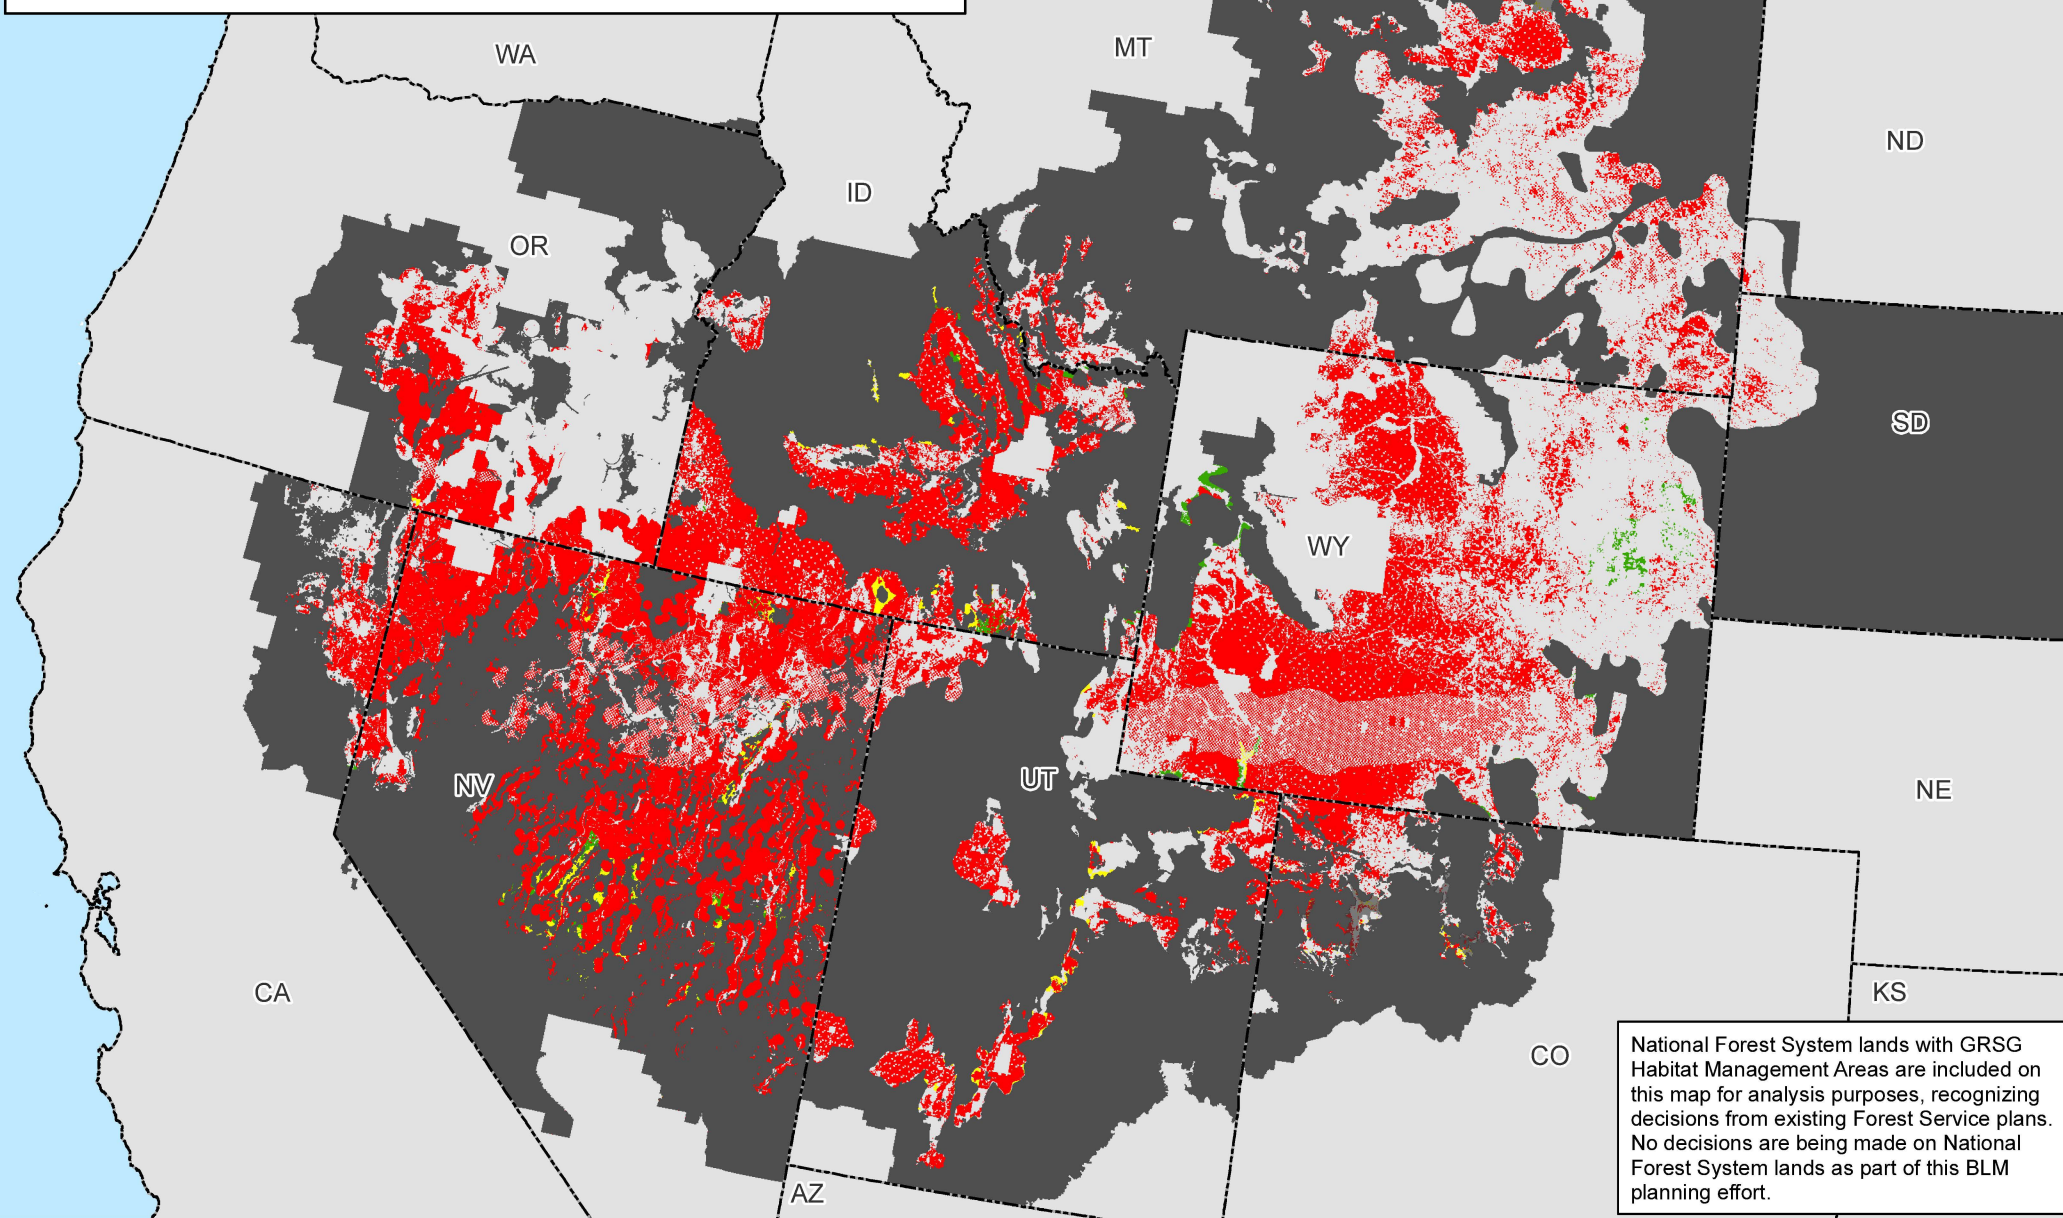 WA
MT
ND
ID
OR
SD
WY
NV
UT
NE
CA
KS
CO
AZ
National Forest System lands with GRSG
Habitat Management Areas are included on
this map for analysis purposes, recognizing
decisions from existing Forest Service plans.
No decisions are being made on National
Forest System lands as part of this BLM
planning effort.